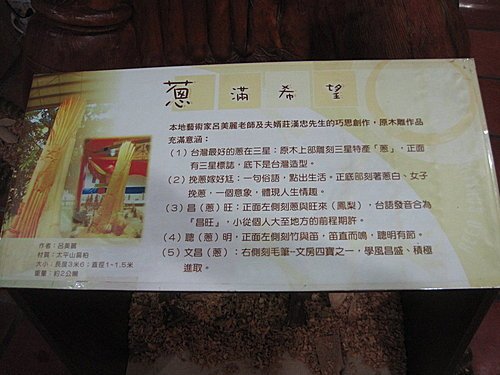 蔥滿希望
本地藝術家呂美麗老師及夫婿莊漢忠先生的巧思創作，原木雕作品
充滿意涵：
（1）台灣最好的蔥在三星：原木上部雕刻三星特產「蔥」，正面
有三星標誌，底下是台灣造型。
（2）挽蔥嫁好尪：一句俗語，點出生活。正底部刻著蔥白、女子
挽蔥，一個意象，體現人生情趣。
（3）昌（蔥）旺：正面左側刻蔥與旺來（鳳梨），台語發音合為
「昌旺」，小從個人大至地方的前程期許。
（4）聰（蔥）明，正面左側刻竹與笛，笛直而鳴，聰明有節。
（5）文昌（蔥）：右側刻毛筆─文房四寶之一，學風昌盛、積極
進取。
作者：呂美麗
材質：太平山扁柏
大小：長度3米6；直徑1~1.5米
重量：約2公噸